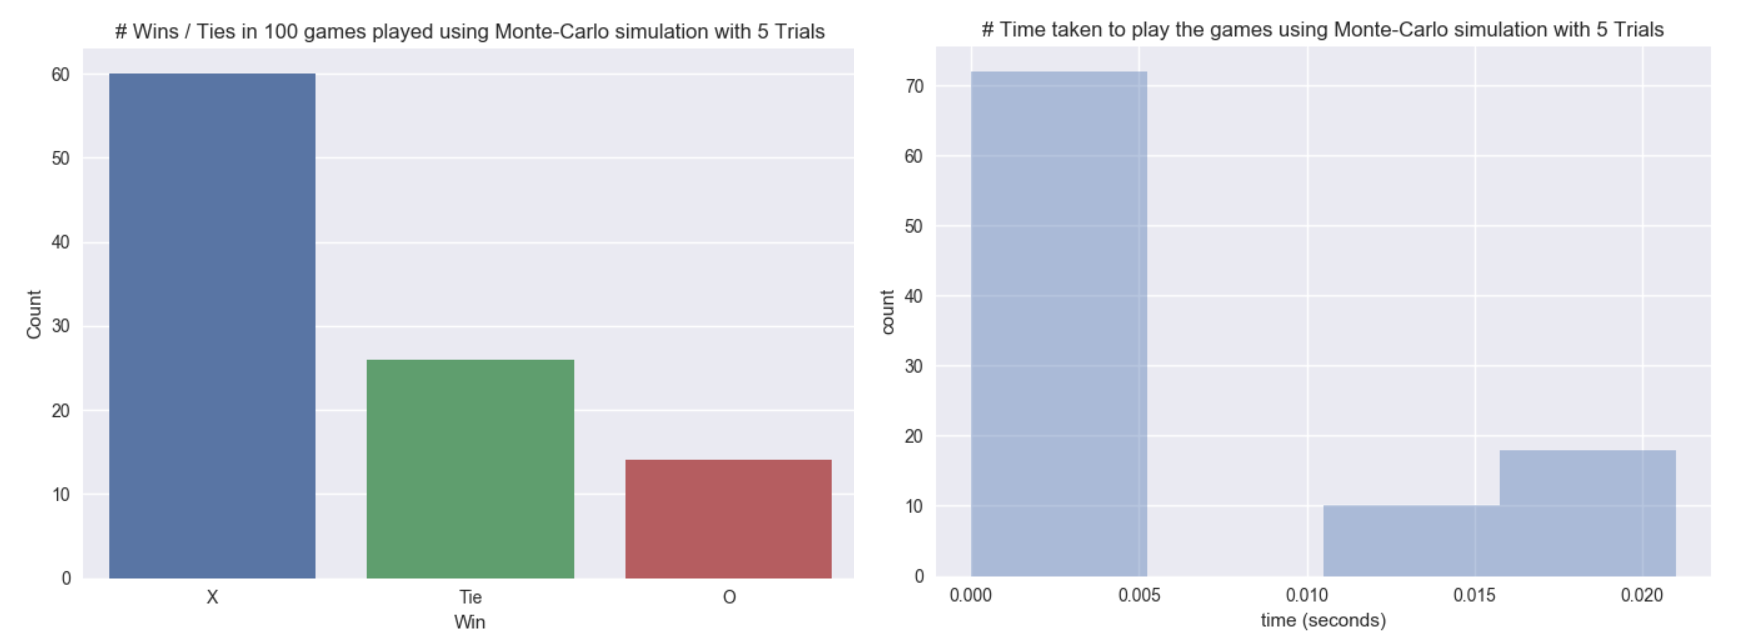 # Wins / Ties in 100 games played using Monte-Carlo simulation with 5 Trials
60
50
40
30
20
10
0
Count
X
Tie
O
Win
# Time taken to play the games using Monte-Carlo simulation with 5 Trials
70
60
50
40
30
20
10
0
count
0.000
0.005
0.010
0.015
0.020
time (seconds)